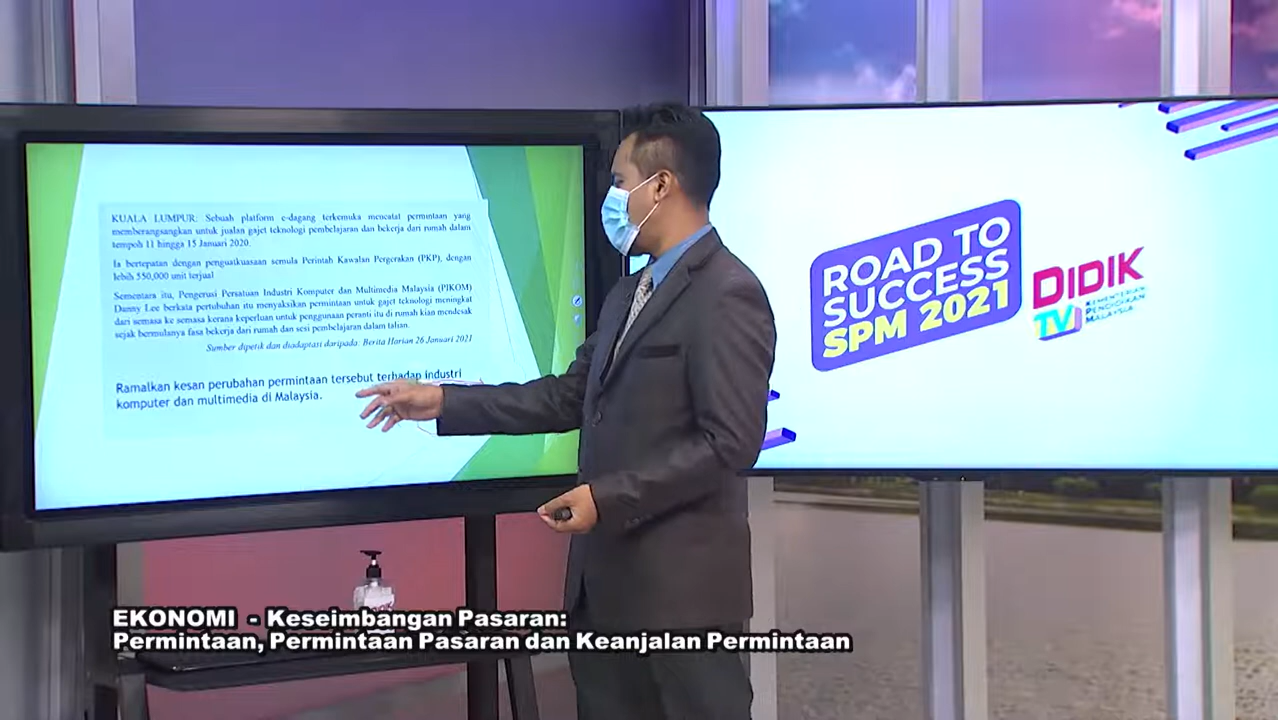 KUALA LUMPUR: Sebuah platform e-dagang terkemuka mencatat permintaan yang
memberangsangkan untuk jualan gajet teknologi pembelajaran dan bekerja dari rumah dalam
tempoh 11 hingga 15 Januari 2020.
Ia bertepatan dengan penguatkuasaan semula Perintah Kawalan Pergerakan (PKP), dengan
lebih 550,000 unit terjual
Sementara itu, Pengerusi Persatuan Industri Komputer dan Multimedia Malaysia (PIKOM)
Danny Lee berkata pertubuhan itu menyaksikan permintaan untuk gajet teknologi meningkat
dari semasa ke semasa kerana keperluan untuk penggunaan peranti itu di rumah kian mendesak
sejak bermulanya fasa bekerja dari rumah dan sesi pembelajaran dalam talian.
Sumber dipetik dan diadaptasi daripada: Berita Harian 26 Januari 2021
Ramalkan kesan perubahan permintaan tersebut terhadap industri
komputer dan multimedia di Malaysia.
ROAD TO
SUCCESS
SPM 2021
DIDIK
TV
KEMENTERIAN
PENDIDIKAN
MALAYSIA
EKONOMI - Keseimbangan Pasaran:
Permintaan, Permintaan Pasaran dan Keanjalan Permintaan